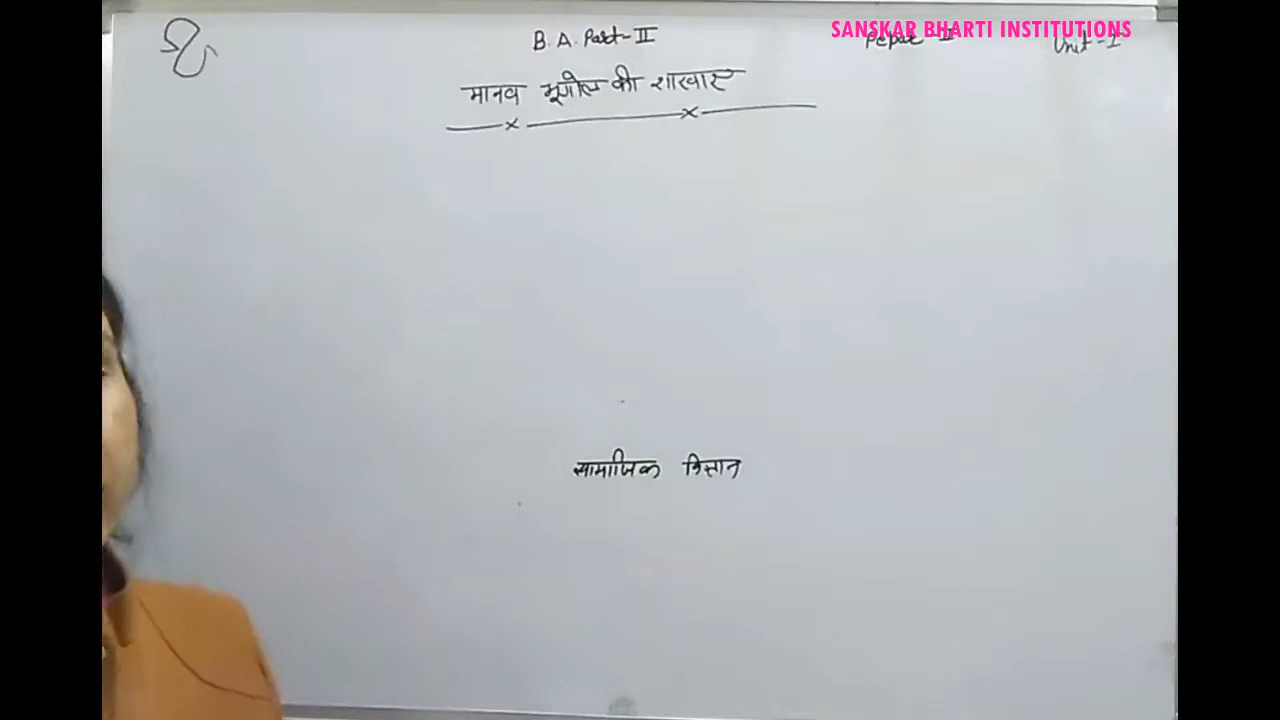 SANSKAR BHARTI INSTITUTIONS
B.A. Part-II Unit-I
मानव भूगोल की शाखाएं
सामाजिक विज्ञान